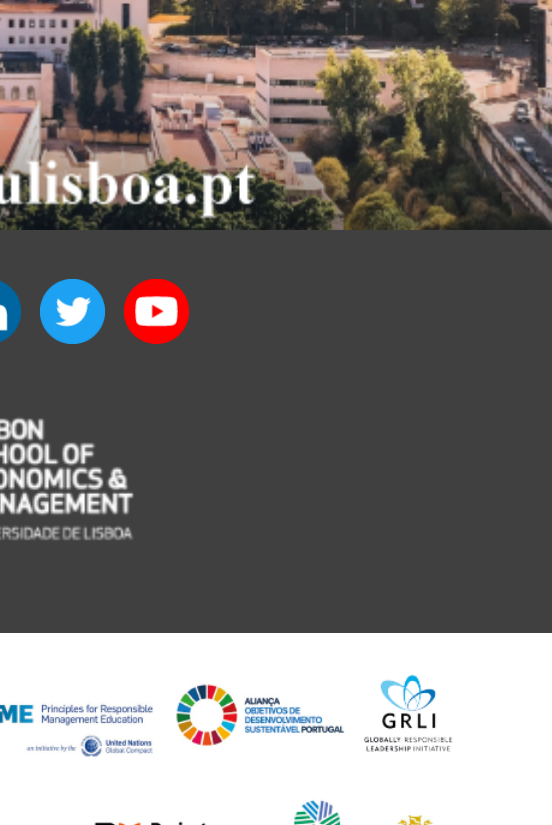 ulisboa.pt
BON
HOOL OF
ONOMICS &
NAGEMENT
ERSIDADE DE LISBOA
ME Principles for Responsible
Management Education
an initiative by the United Nations
Global Compact
ALIANÇA
OBJETIVOS DE
DESENVOLVIMENTO
SUSTENTÁVEL PORTUGAL
GRLI
GLOBALLY RESPONSIBLE
LEADERSHIP INITIATIVE